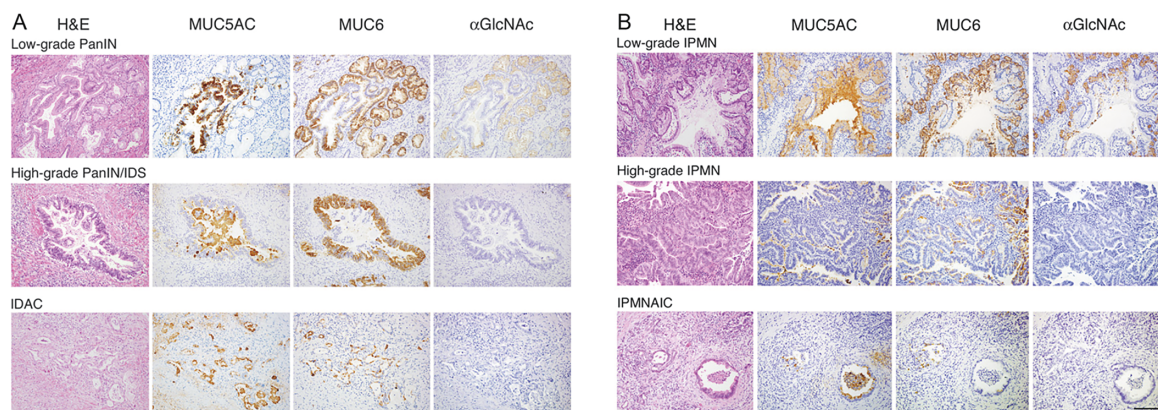 A
H&E MUC5AC MUC6 αGlcNAc
Low-grade PanIN
High-grade PanIN/IDS
IDAC
B
H&E MUC5AC MUC6 αGlcNAc
Low-grade IPMN
High-grade IPMN
IPMNAIC